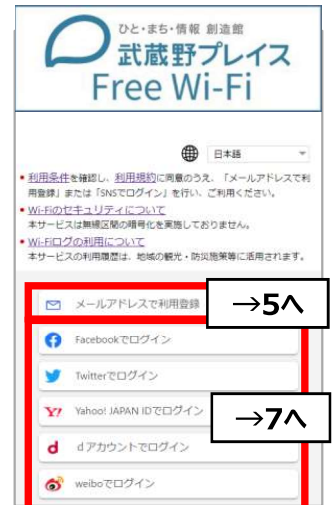 ひと・まち・情報 創造館
武蔵野プレイス
Free Wi-Fi
日本語
• 利用条件を確認し、利用規約に同意のうえ、「メールアドレスで利
用登録」または「SNSでログイン」を行い、ご利用ください。
• Wi-Fiのセキュリティについて
本サービスは無線区間の暗号化を実施しておりません。
• Wi-Fiログの利用について
本サービスの利用履歴は、地域の観光・防災施策等に活用されます。
メールアドレスで利用登録
→5へ
Facebookでログイン
Twitterでログイン
Yahoo! JAPAN IDでログイン
→7へ
d アカウントでログイン
weiboでログイン